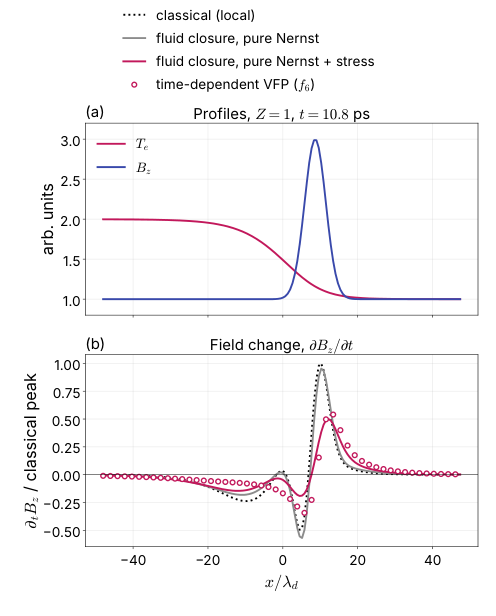 classical (local)
fluid closure, pure Nernst
fluid closure, pure Nernst + stress
time-dependent VFP (f₆)
(a)
Profiles, Z = 1, t = 10.8 ps
3.0
2.5
2.0
1.5
1.0
arb. units
Tₑ
B_z
(b)
Field change, ∂B_z/∂t
1.00
0.75
0.50
0.25
0.00
−0.25
−0.50
∂ₜB_z / classical peak
−40 −20 0 20 40
x/λ_d